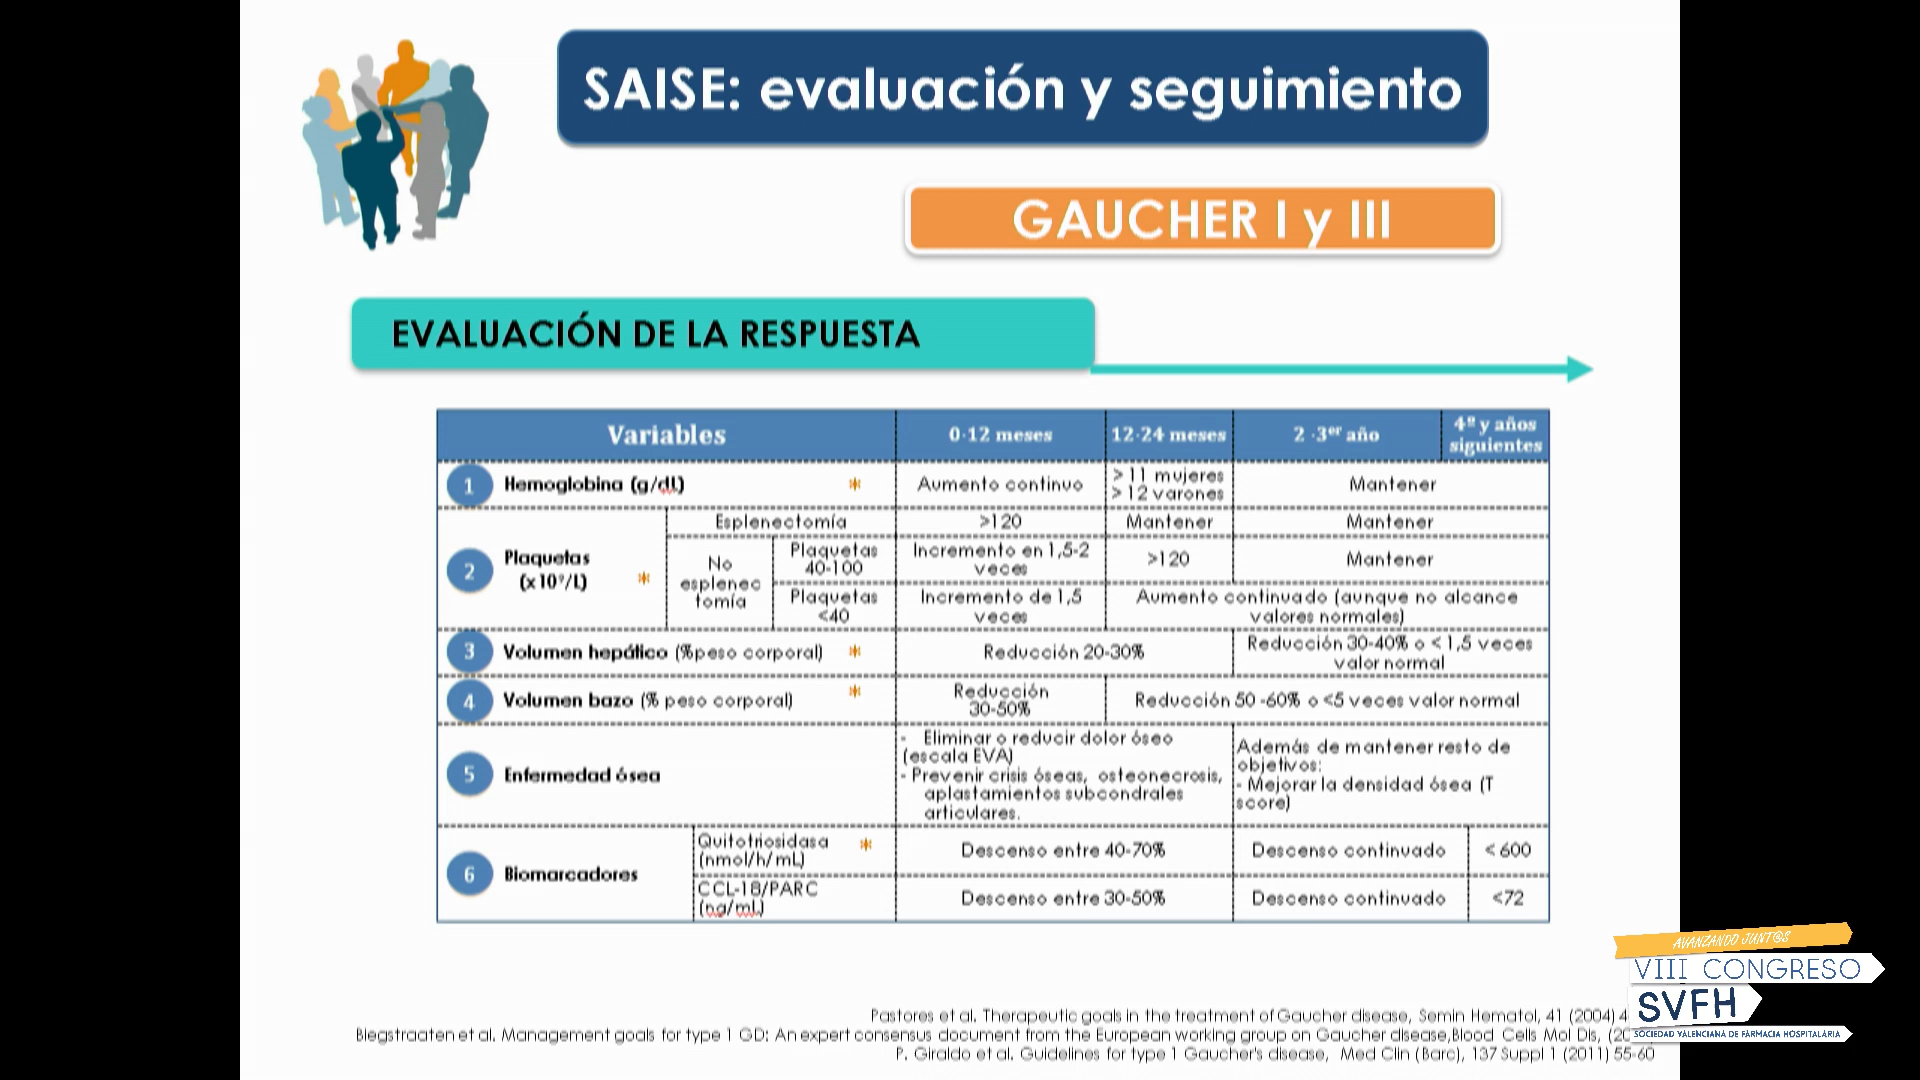 SAISE: evaluación y seguimiento
GAUCHER I y III
EVALUACIÓN DE LA RESPUESTA
Variables
0-12 meses
12-24 meses
2 -3er año
4º y años
siguientes
1
Hemoglobina (g/dL)
*
Aumento continuo
> 11 mujeres
> 12 varones
Mantener
2
Plaquetas
(x10⁹/L)
*
Esplenectomía
>120
Mantener
Mantener
No
esplenec
tomía
Plaquetas
40-100
Incremento en 1,5-2
veces
>120
Mantener
Plaquetas
<40
Incremento de 1,5
veces
Aumento continuado (aunque no alcance
valores normales)
3
Volumen hepático (%peso corporal)
*
Reducción 20-30%
Reducción 30-40% o <1,5 veces
valor normal
4
Volumen bazo (% peso corporal)
*
Reducción
30-50%
Reducción 50 -60% o <5 veces valor normal
5
Enfermedad ósea
- Eliminar o reducir dolor óseo
(escala EVA)
- Prevenir crisis óseas, osteonecrosis,
aplastamientos subcondrales
articulares.
Además de mantener resto de
objetivos:
- Mejorar la densidad ósea (T
score)
6
Biomarcadores
Quitotriosidasa
(nmol/h/mL)
*
Descenso entre 40-70%
Descenso continuado
<600
CCL-18/PARC
(ng/mL)
Descenso entre 30-50%
Descenso continuado
<72
Pastores et al. Therapeutic goals in the treatment of Gaucher disease, Semin Hematol, 41 (2004)
Biegstraaten et al. Management goals for type 1 GD: An expert consensus document from the European working group on Gaucher disease,Blood Cells Mol Dis,
P. Giraldo et al. Guidelines for type 1 Gaucher's disease, Med Clin (Barc), 137 Suppl 1 (2011) 55-60
AVANZANDO JUNT@S
VIII CONGRESO
SVFH
SOCIEDAD VALENCIANA DE FARMACIA HOSPITALARIA